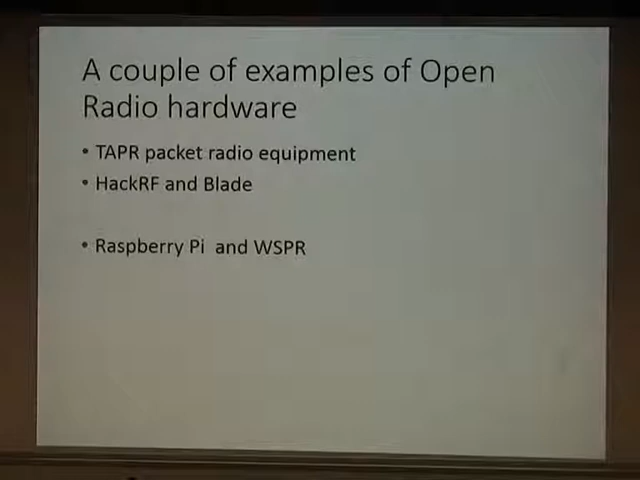 A couple of examples of Open
Radio hardware
• TAPR packet radio equipment
• HackRF and Blade
• Raspberry Pi  and WSPR